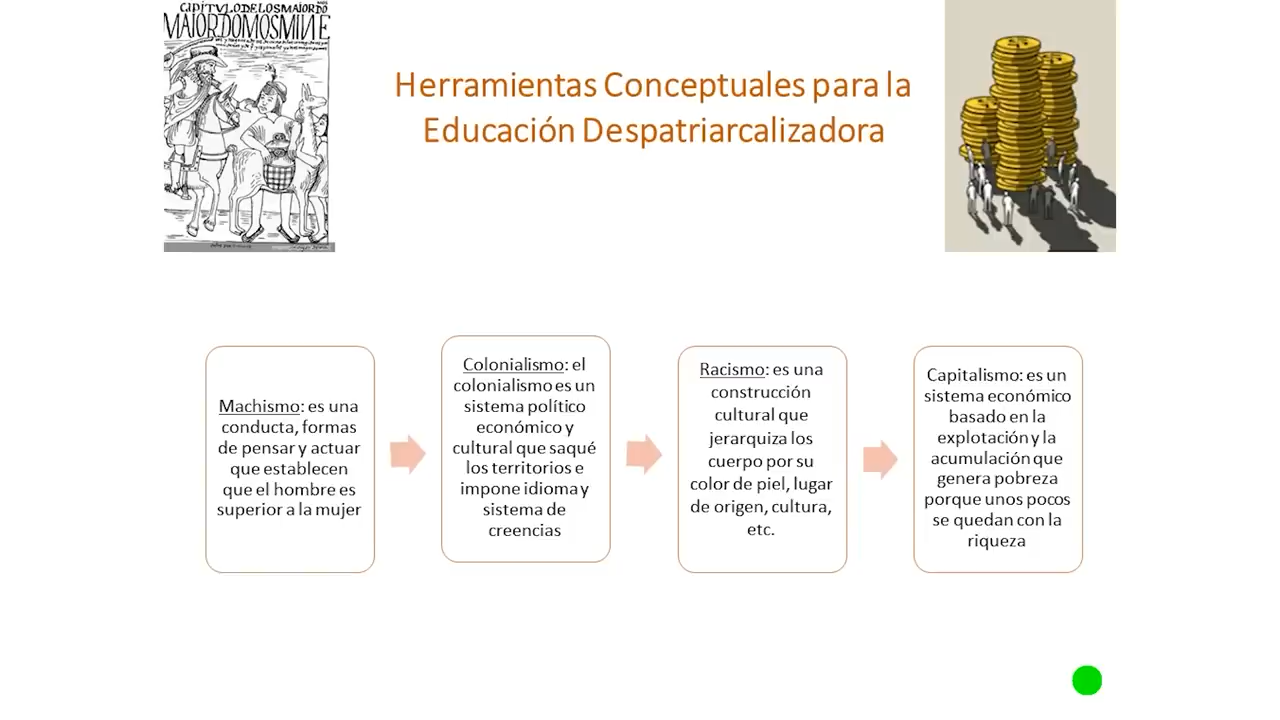 CAPITVLODELOSMAIORDO
MAIORDOMOSMINE
Herramientas Conceptuales para la
Educación Despatriarcalizadora
Machismo: es una
conducta, formas
de pensar y actuar
que establecen
que el hombre es
superior a la mujer
Colonialismo: el
colonialismo es un
sistema político
económico y
cultural que saqué
los territorios e
impone idioma y
sistema de
creencias
Racismo: es una
construcción
cultural que
jerarquiza los
cuerpo por su
color de piel, lugar
de origen, cultura,
etc.
Capitalismo: es un
sistema económico
basado en la
explotación y la
acumulación que
genera pobreza
porque unos pocos
se quedan con la
riqueza